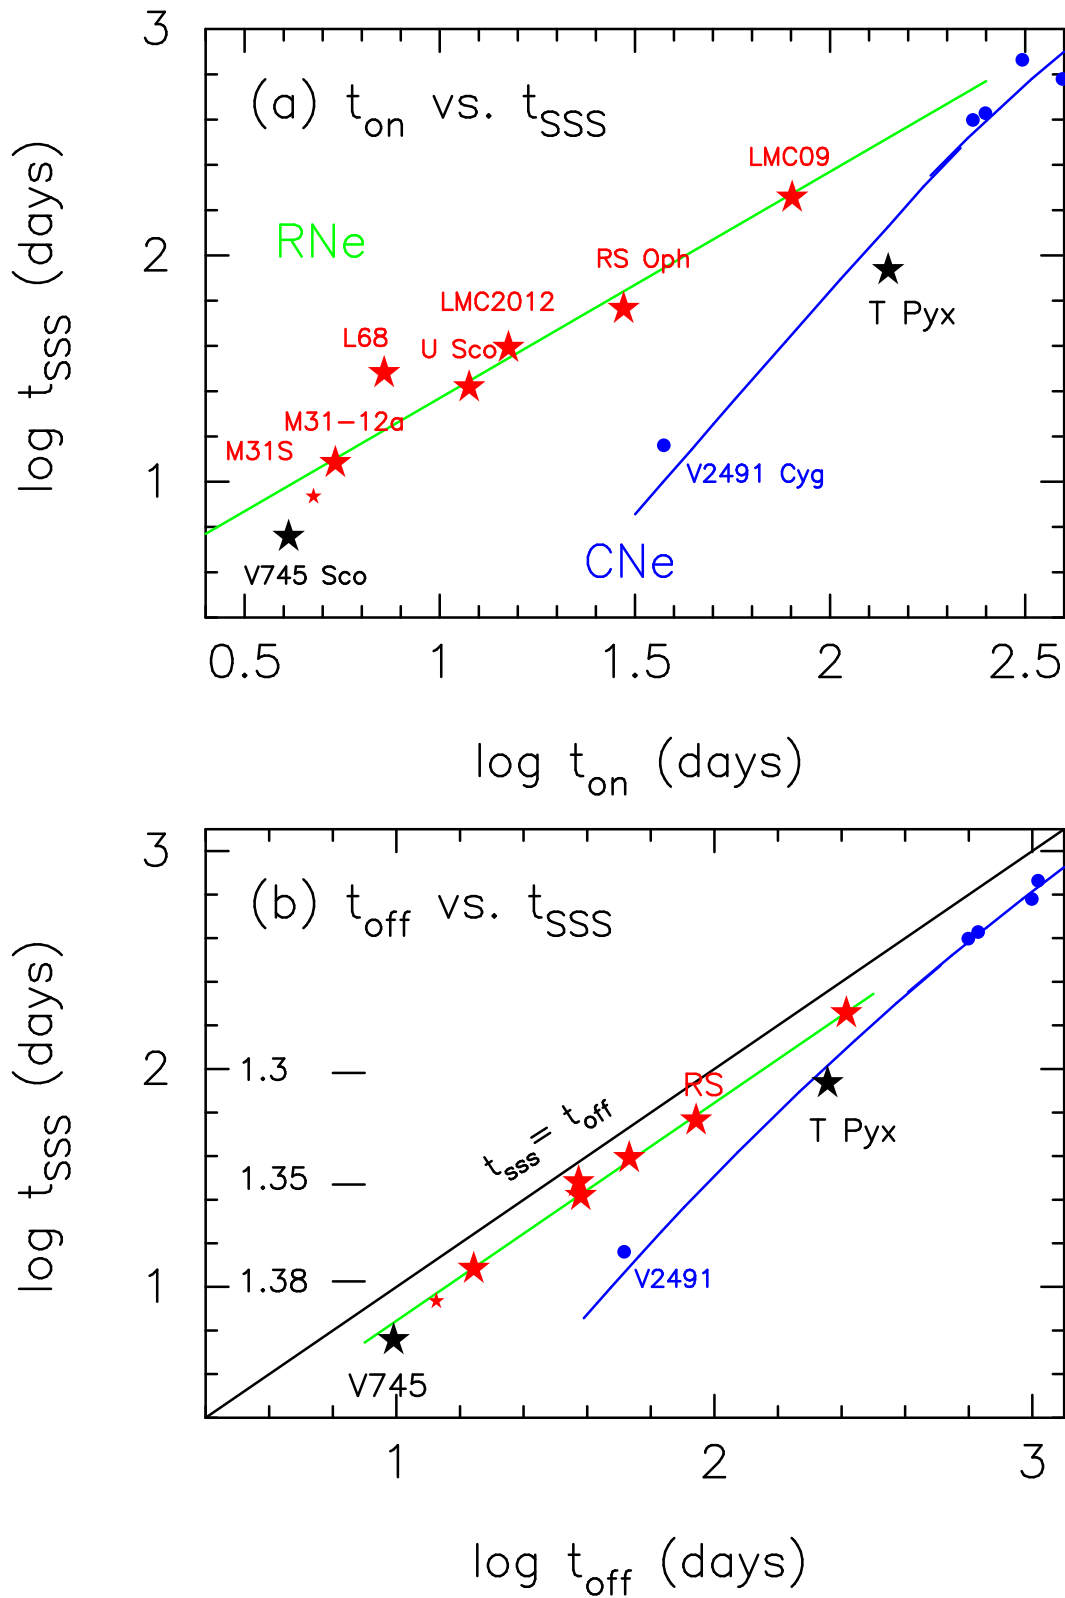 3
(a) t_on vs. t_SSS
LMC09
RNe
RS Oph
2
LMC2012
T Pyx
L68
U Sco
M31-12a
M31S
1
V2491 Cyg
CNe
V745 Sco
log t_SSS (days)
0.5 1 1.5 2 2.5
log t_on (days)
3
(b) t_off vs. t_SSS
2
1.3
RS
t_sss = t_off
T Pyx
1.35
1
1.38
V2491
V745
log t_SSS (days)
1 2 3
log t_off (days)